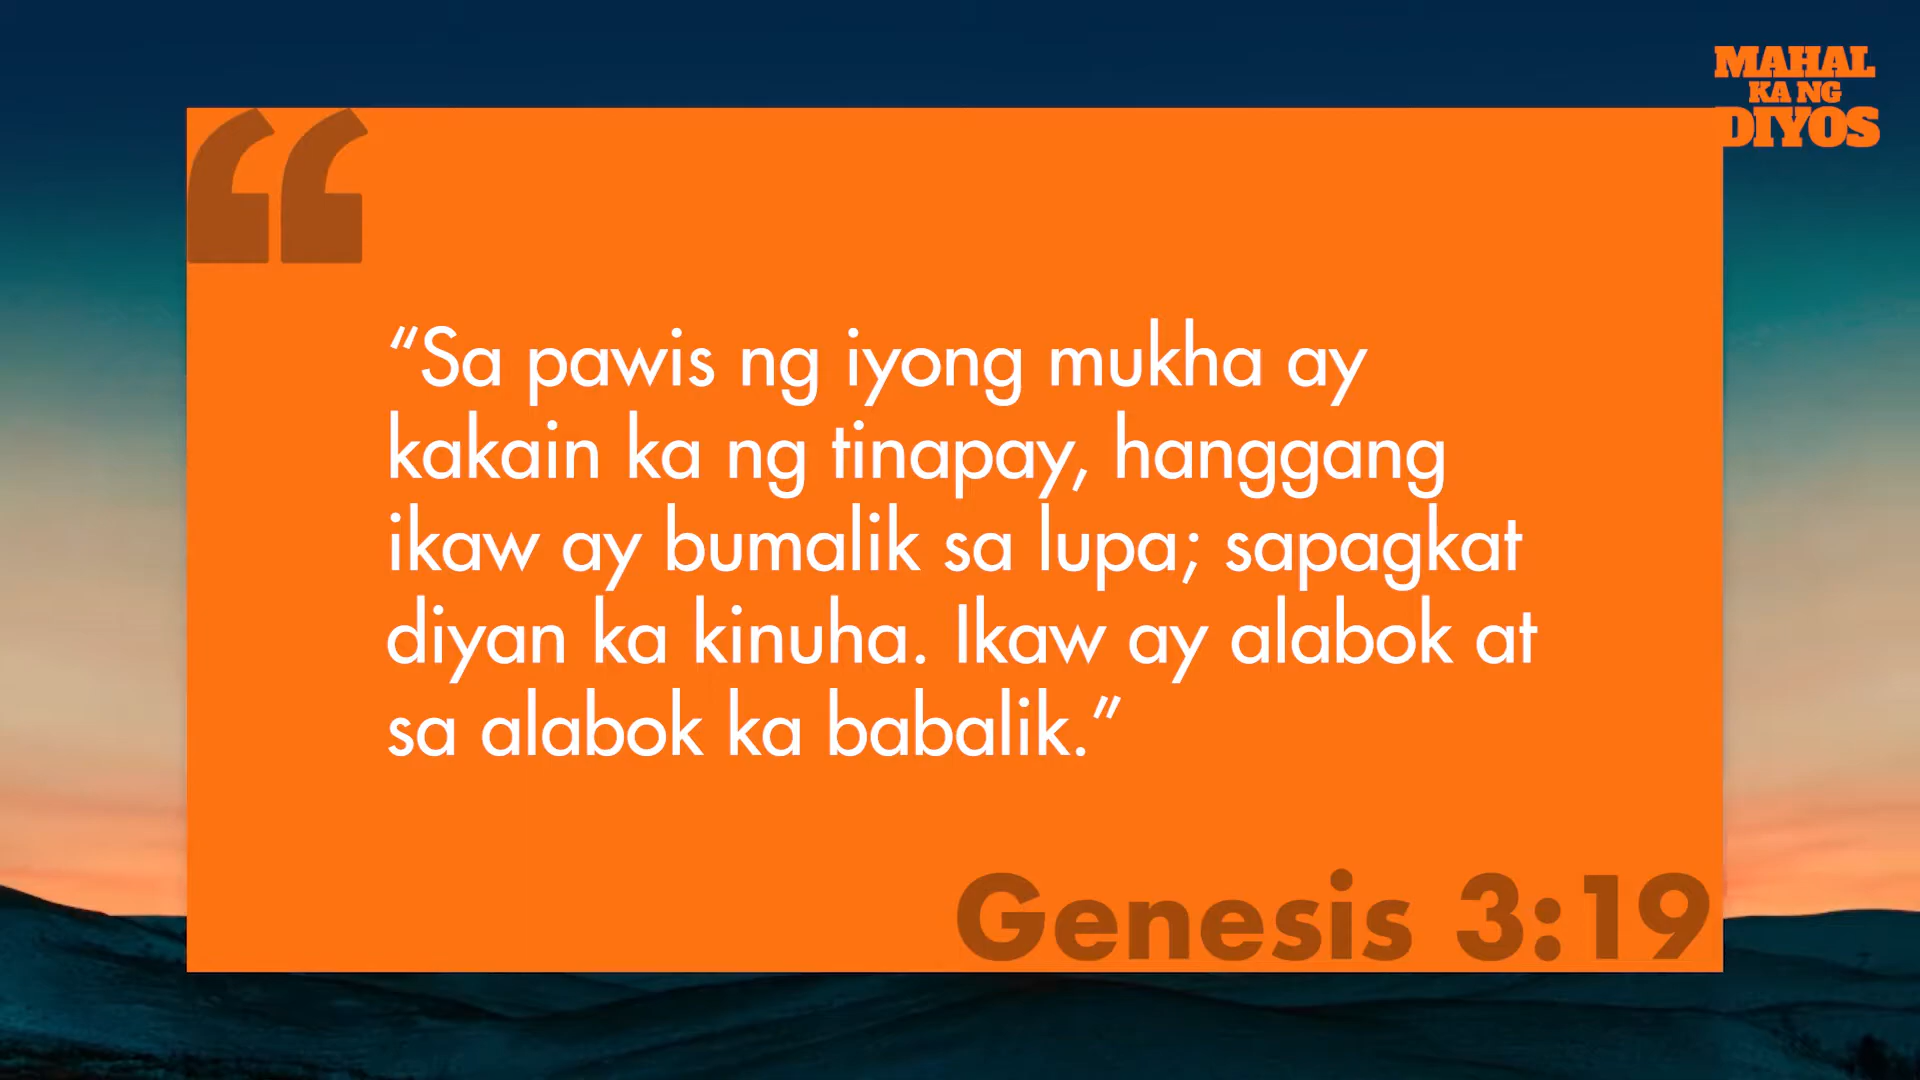 MAHAL
KA NG
DIYOS
“Sa pawis ng iyong mukha ay
kakain ka ng tinapay, hanggang
ikaw ay bumalik sa lupa; sapagkat
diyan ka kinuha. Ikaw ay alabok at
sa alabok ka babalik.”
Genesis 3:19